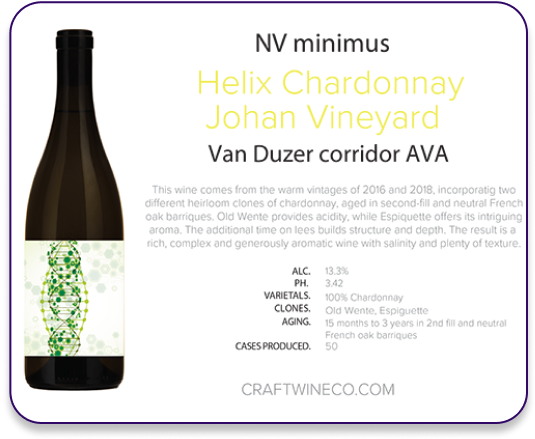 NV minimus
Helix Chardonnay
Johan Vineyard
Van Duzer corridor AVA
This wine comes from the warm vintages of 2016 and 2018, incorporatig two
different heirloom clones of chardonnay, aged in second-fill and neutral French
oak barriques. Old Wente provides acidity, while Espiquette offers its intriguing
aroma. The additional time on lees builds structure and depth. The result is a
rich, complex and generously aromatic wine with salinity and plenty of texture.
ALC. 13.3%
PH. 3.42
VARIETALS. 100% Chardonnay
CLONES. Old Wente, Espiguette
AGING. 15 months to 3 years in 2nd fill and neutral
French oak barriques
CASES PRODUCED. 50
CRAFTWINECO.COM